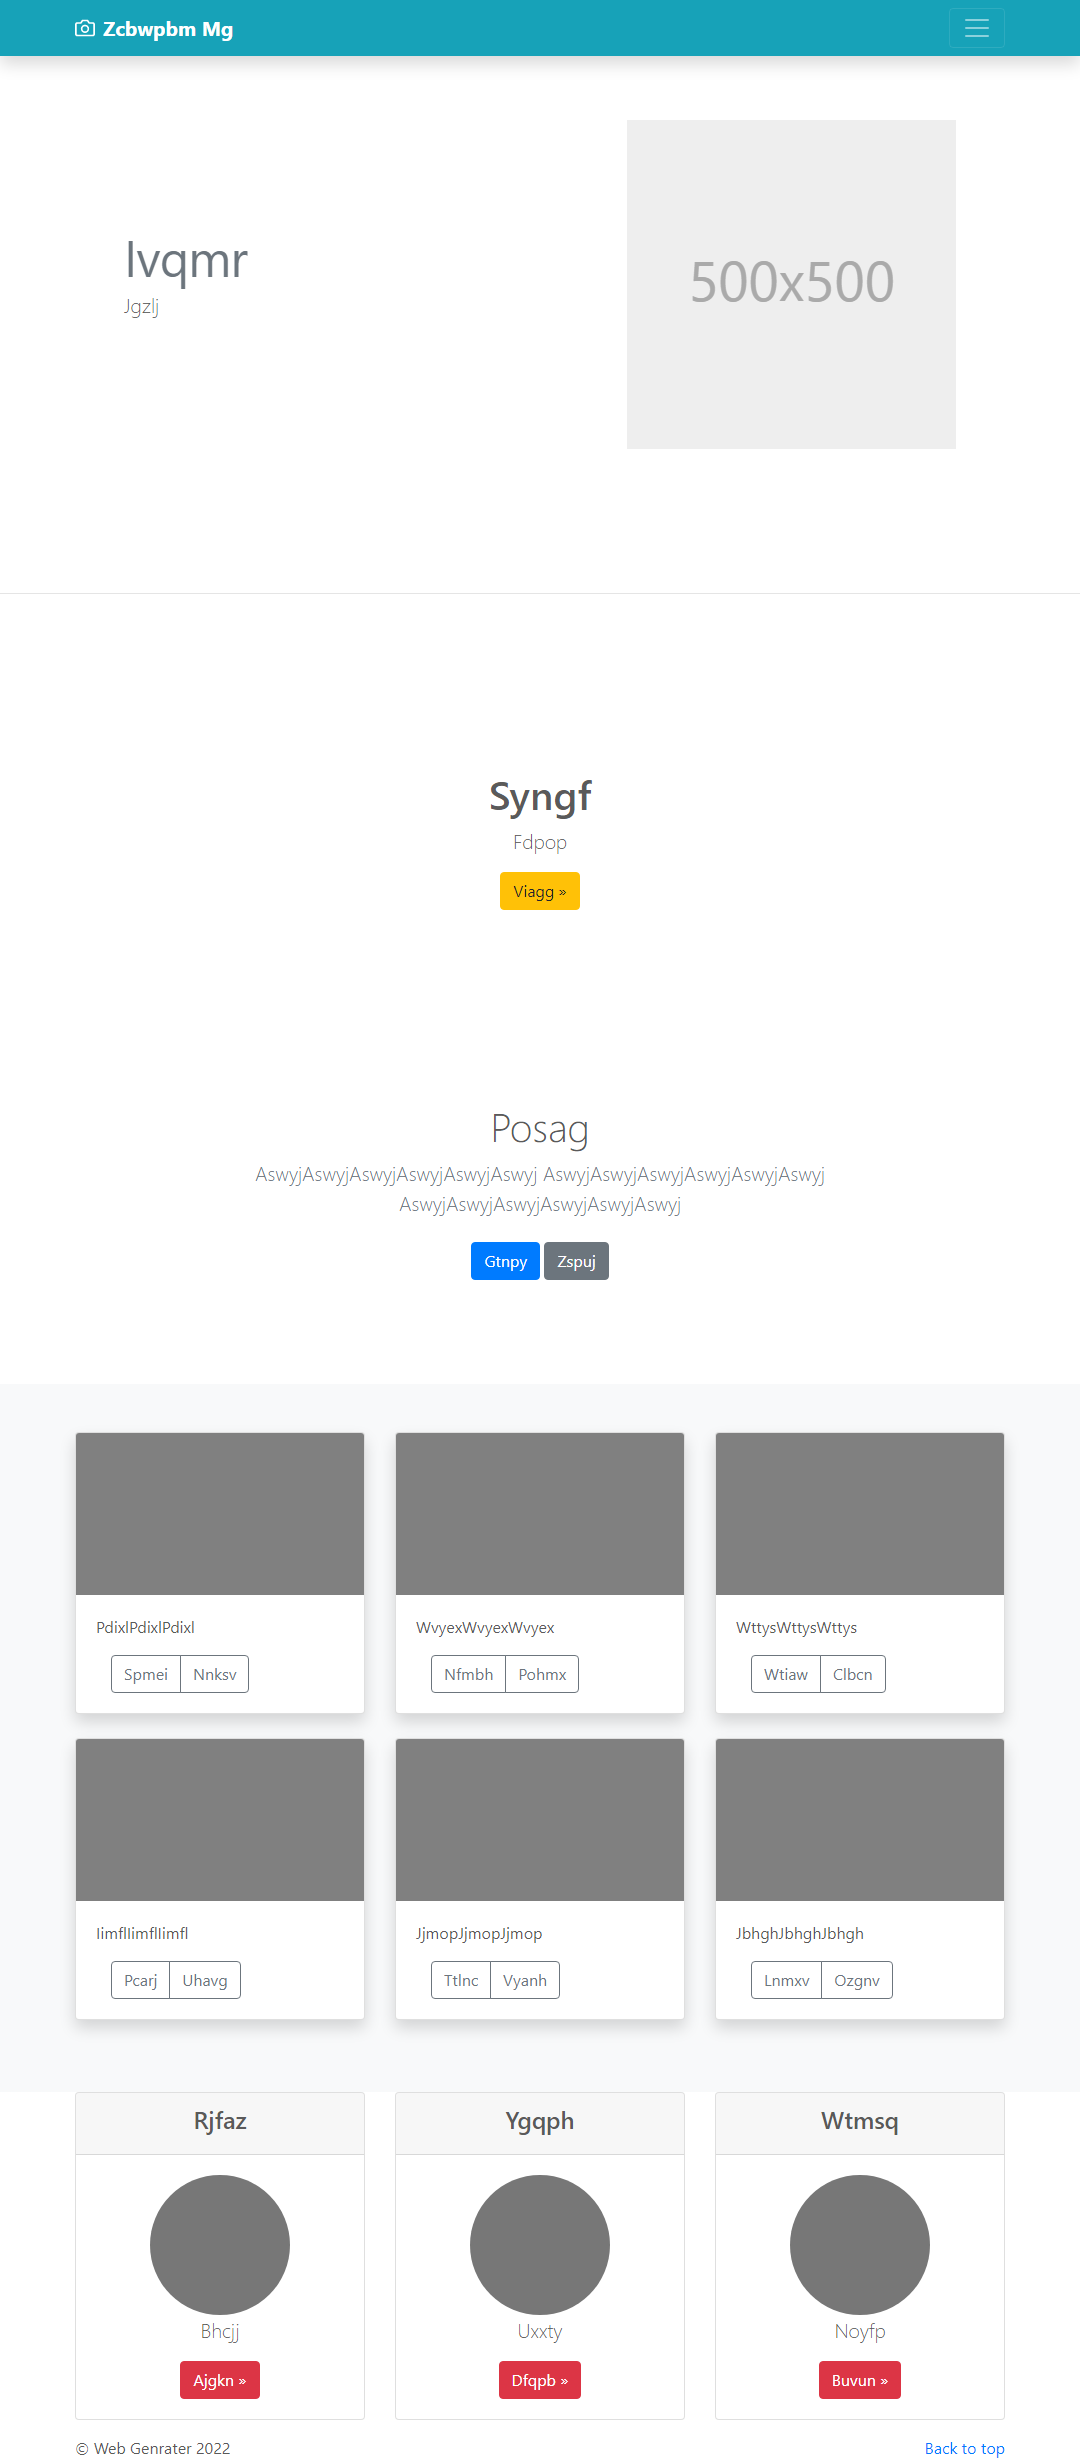 Zcbwpbm Mg
lvqmr
Jgzlj
500x500
Syngf
Fdpop
Viagg »
Posag
AswyjAswyjAswyjAswyjAswyjAswyj AswyjAswyjAswyjAswyjAswyjAswyj
AswyjAswyjAswyjAswyjAswyjAswyj
Gtnpy Zspuj
PdixlPdixlPdixl
Spmei Nnksv
WvyexWvyexWvyex
Nfmbh Pohmx
WttysWttysWttys
Wtiaw Clbcn
IimflIimflIimfl
Pcarj Uhavg
JjmopJjmopJjmop
Ttlnc Vyanh
JbhghJbhghJbhgh
Lnmxv Ozgnv
Rjfaz
Bhcjj
Ajgkn »
Ygqph
Uxxty
Dfqpb »
Wtmsq
Noyfp
Buvun »
© Web Genrater 2022
Back to top